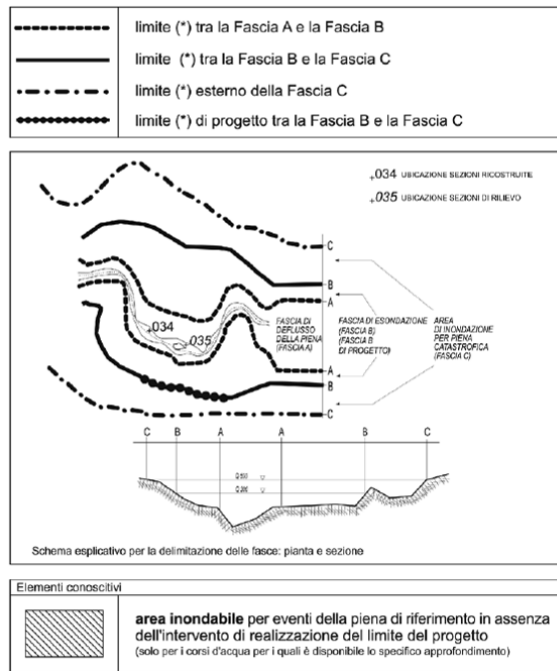 limite (*) tra la Fascia A e la Fascia B
limite (*) tra la Fascia B e la Fascia C
limite (*) esterno della Fascia C
limite (*) di progetto tra la Fascia B e la Fascia C
+034 UBICAZIONE SEZIONI RICOSTRUITE
+035 UBICAZIONE SEZIONI DI RILIEVO
C
B
A
+034
+035
FASCIA DI
DEFLUSSO
DELLA PIENA
(FASCIA A)
FASCIA DI ESONDAZIONE
(FASCIA B)
(FASCIA B
DI PROGETTO)
AREA
DI INONDAZIONE
PER PIENA
CATASTROFICA
(FASCIA C)
A
B
C
C B A A B C
Q 500
Q 200
Schema esplicativo per la delimitazione delle fasce: pianta e sezione
Elementi conoscitivi
area inondabile per eventi della piena di riferimento in assenza
dell'intervento di realizzazione del limite del progetto
(solo per i corsi d'acqua per i quali è disponibile lo specifico approfondimento)